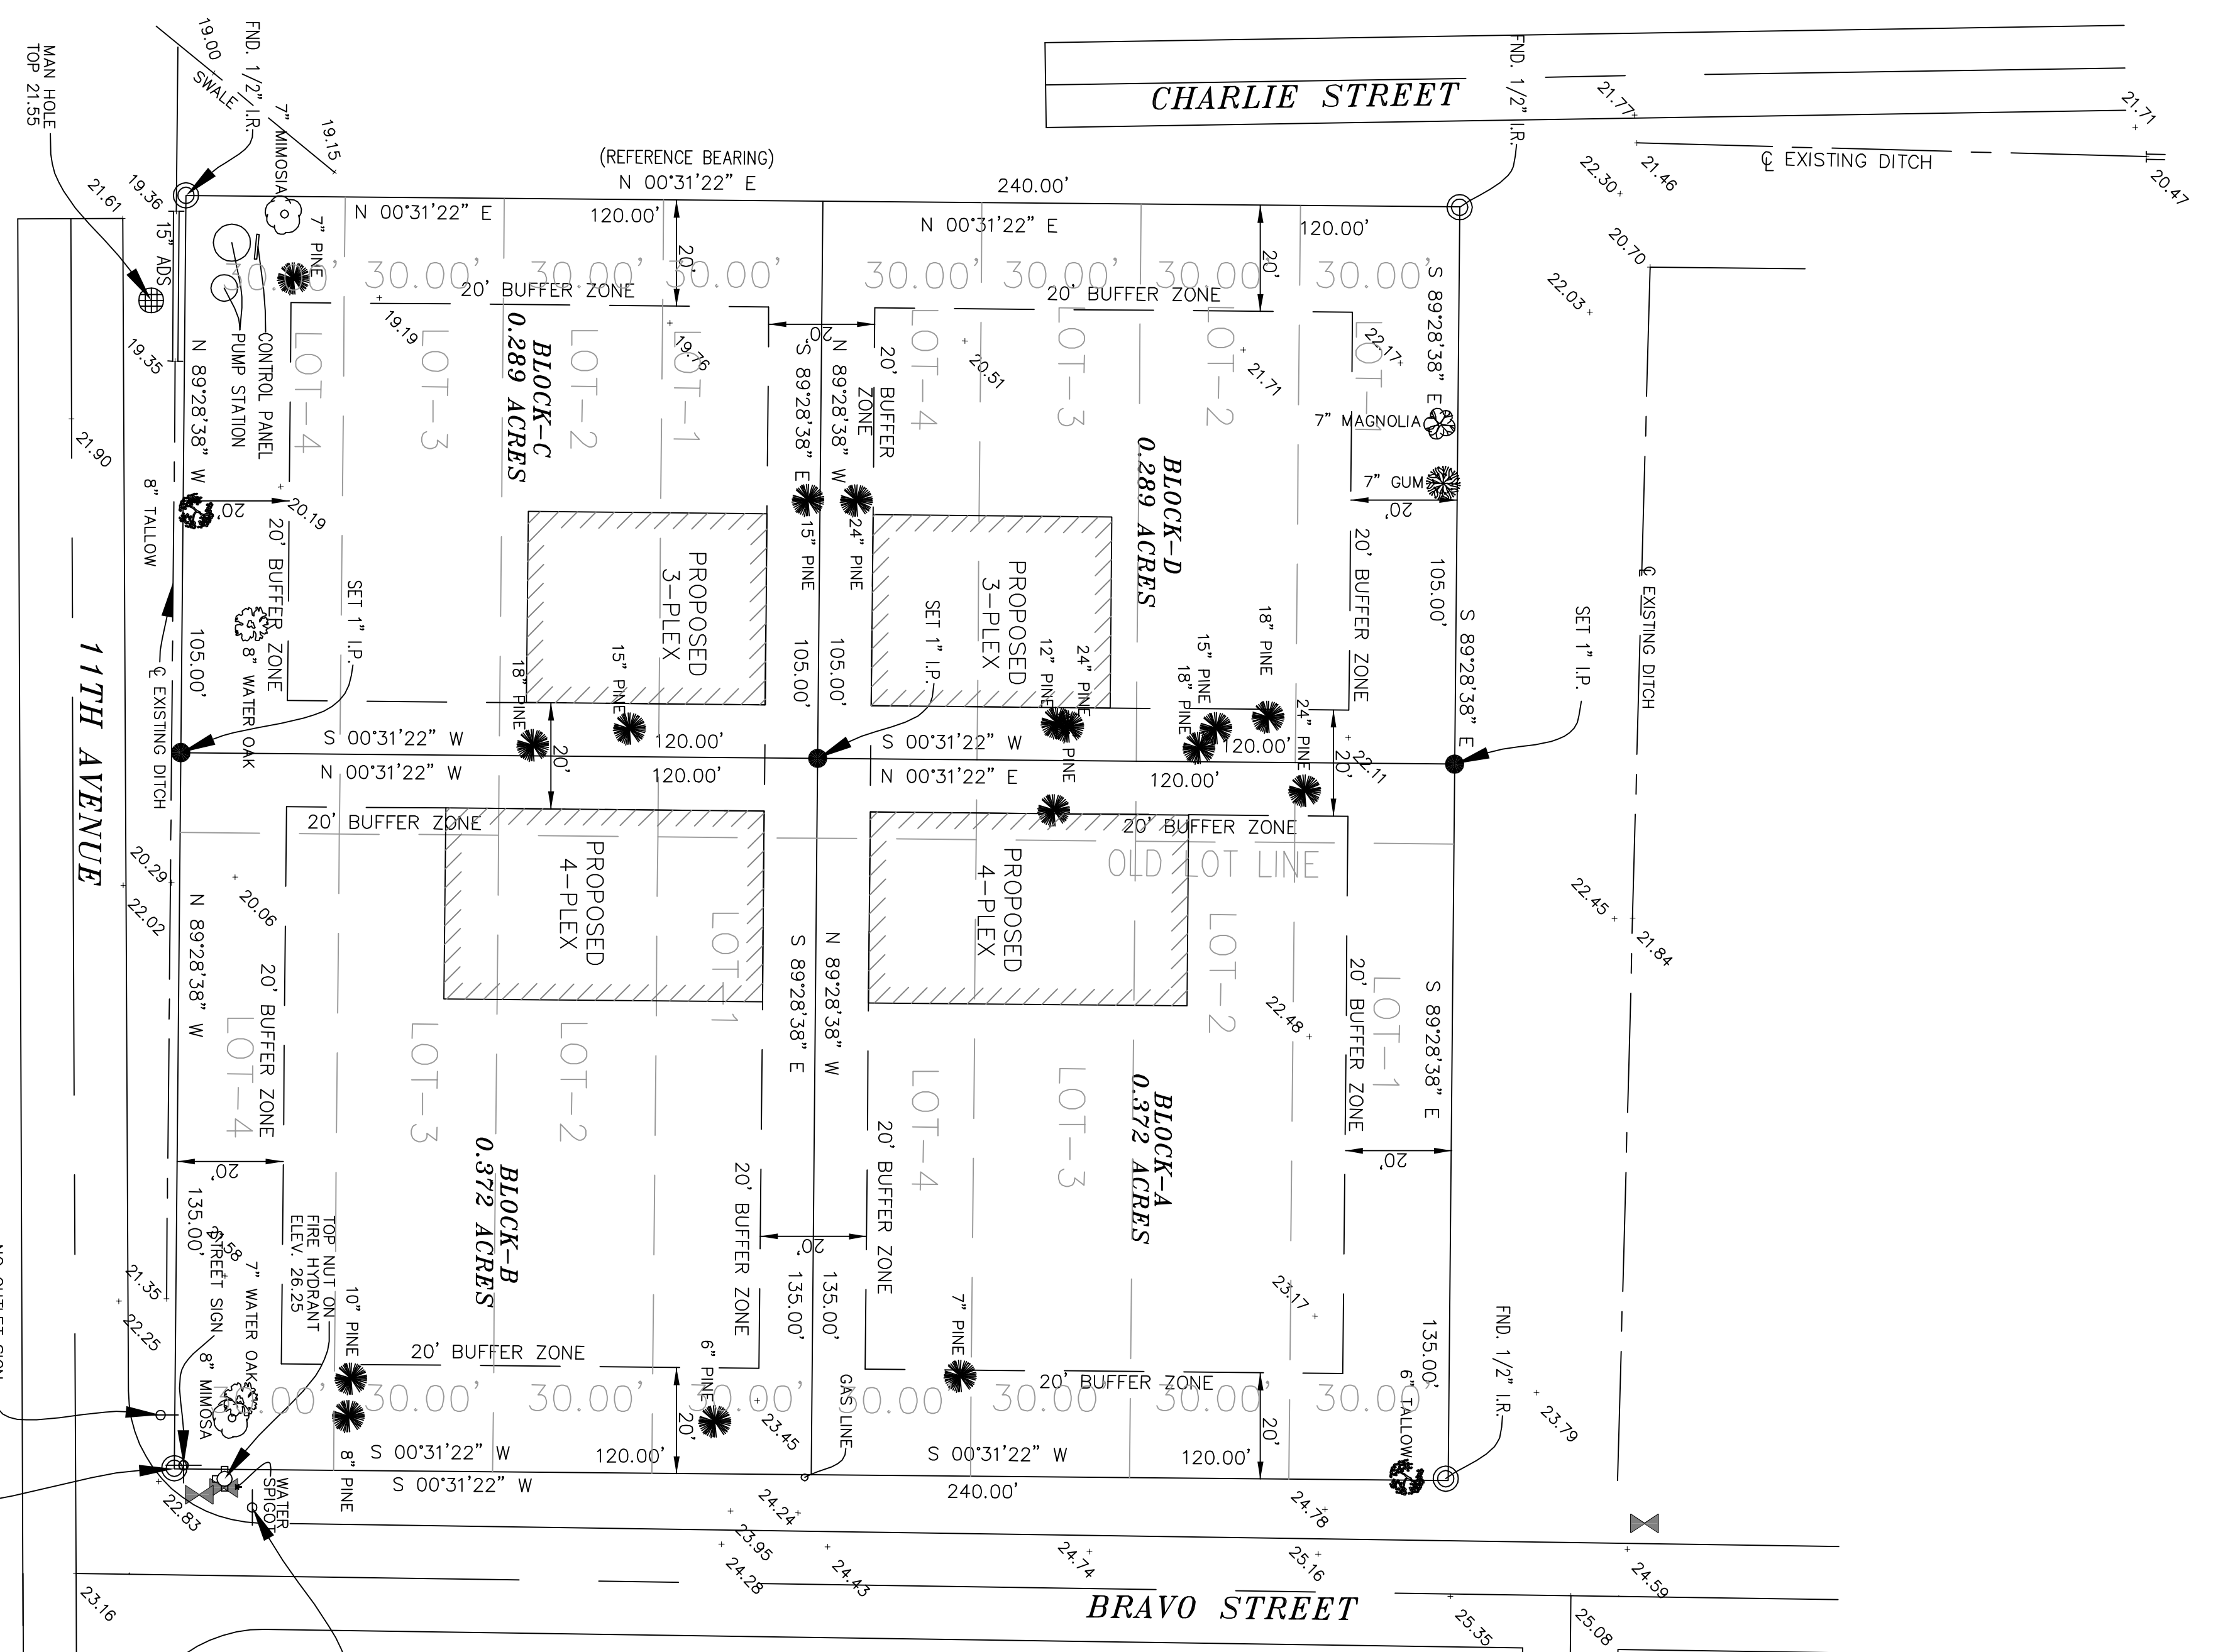 CHARLIE STREET
FND. 1/2" I.R.
21.77
21.71
℄ EXISTING DITCH
22.30
21.46
20.47
20.70
22.03
MAN HOLE
TOP 21.55
19.00
SWALE
FND. 1/2" I.R.
7" MIMOSIA
19.15
(REFERENCE BEARING)
N 00°31'22" E
240.00'
21.61
19.36
15" ADS
7" PINE
N 00°31'22" E
120.00'
20'
N 00°31'22" E
120.00'
20'
30.00'
30.00'
30.00'
30.00'
30.00'
30.00'
30.00'
30.00'
20' BUFFER ZONE
20' BUFFER ZONE
S 89°28'38" E
19.35
N 89°28'38" W
PUMP STATION
CONTROL PANEL
LOT-4
19.19
LOT-3
BLOCK-C
0.289 ACRES
LOT-2
LOT-1
19.76
20'
S 89°28'38" E
N 89°28'38" W
20' BUFFER
ZONE
LOT-4
20.51
LOT-3
LOT-2
21.71
LOT-1
22.17
7" MAGNOLIA
7" GUM
20'
BLOCK-D
0.289 ACRES
21.90
8" TALLOW
20'
20.19
20' BUFFER ZONE
SET 1" I.P.
15" PINE
24" PINE
PROPOSED
3-PLEX
PROPOSED
3-PLEX
20' BUFFER ZONE
105.00'
S 89°28'38" E
SET 1" I.P.
℄ EXISTING DITCH
11TH AVENUE
℄ EXISTING DITCH
105.00'
8" WATER OAK
18" PINE
15" PINE
105.00'
105.00'
SET 1" I.P.
12" PINE
24" PINE
15" PINE
18" PINE
18" PINE
24" PINE
S 00°31'22" W
120.00'
20'
S 00°31'22" W
120.00'
20'
22.11
N 00°31'22" W
120.00'
N 00°31'22" E
PINE
120.00'
20' BUFFER ZONE
20' BUFFER ZONE
OLD LOT LINE
PROPOSED
4-PLEX
PROPOSED
4-PLEX
20.29
22.02
20.06
N 89°28'38" W
20' BUFFER ZONE
LOT-4
LOT-3
LOT-2
LOT-1
S 89°28'38" E
N 89°28'38" W
LOT-4
LOT-3
LOT-2
22.48
20' BUFFER ZONE
LOT-1
S 89°28'38" E
22.45
21.84
BLOCK-B
0.372 ACRES
BLOCK-A
0.372 ACRES
20'
20' BUFFER ZONE
20'
20' BUFFER ZONE
20'
135.00'
STREET SIGN
7" WATER OAK
TOP NUT ON
FIRE HYDRANT
ELEV. 26.25
10" PINE
135.00'
135.00'
7" PINE
23.17
135.00'
FND. 1/2" I.R.
21.35
22.25
8" MIMOSA
20' BUFFER ZONE
6" PINE
GAS LINE
20' BUFFER ZONE
6" TALLOW
23.79
30.00'
30.00'
30.00'
30.00'
30.00'
30.00'
30.00'
20'
23.45
20'
8" PINE
S 00°31'22" W
120.00'
S 00°31'22" W
120.00'
S 00°31'22" W
240.00'
WATER
SPIGOT
22.83
24.24
23.95
24.28
24.43
24.74
24.78
25.16
24.59
23.16
BRAVO STREET
25.35
25.08